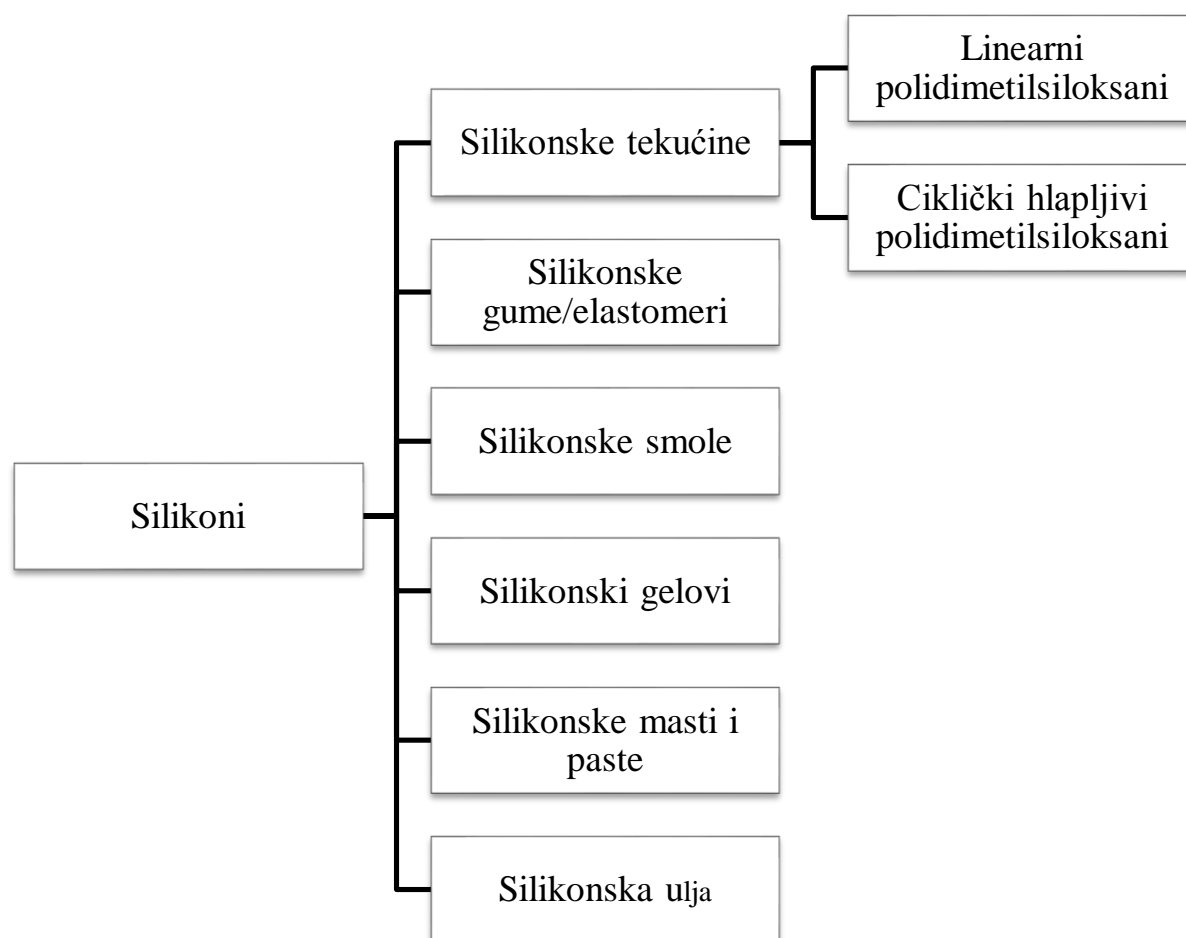 Linearni
polidimetilsiloksani
Silikonske tekućine
Ciklički hlapljivi
polidimetilsiloksani
Silikonske
gume/elastomeri
Silikonske smole
Silikoni
Silikonski gelovi
Silikonske masti i
paste
Silikonska ulja